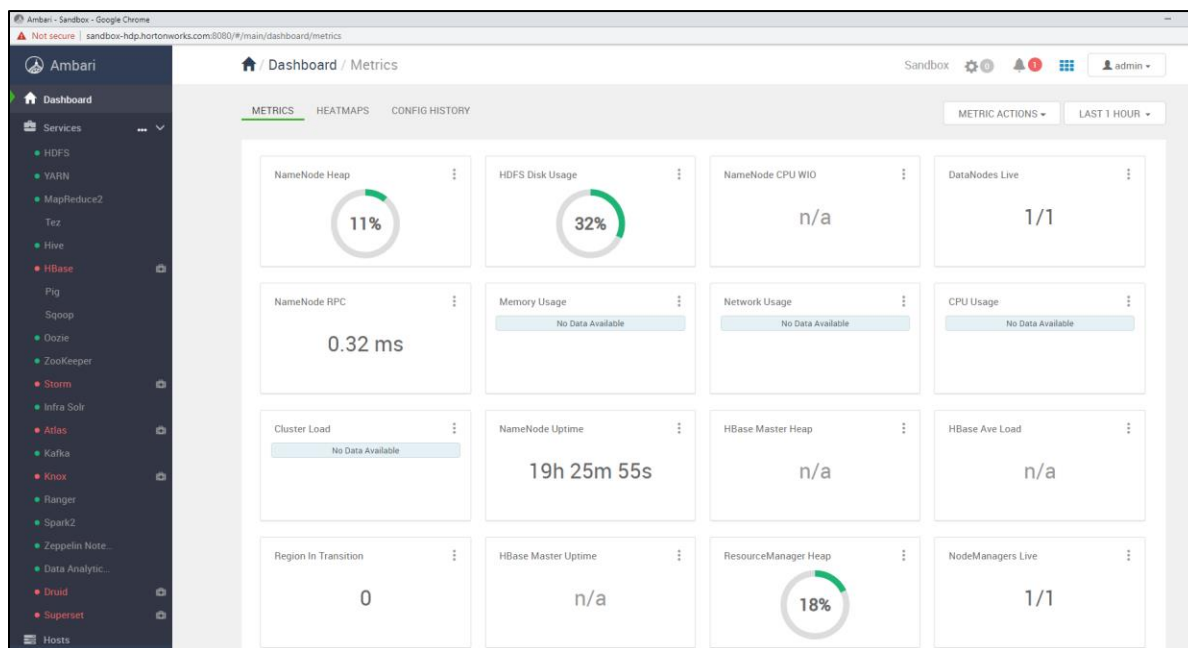 Ambari - Sandbox - Google Chrome
Not secure | sandbox-hdp.hortonworks.com:8080/#/main/dashboard/metrics
Ambari
Dashboard / Metrics
Sandbox 0 1 admin
Dashboard
Services
HDFS
YARN
MapReduce2
Tez
Hive
HBase
Pig
Sqoop
Oozie
ZooKeeper
Storm
Infra Solr
Atlas
Kafka
Knox
Ranger
Spark2
Zeppelin Note...
Data Analytic...
Druid
Superset
Hosts
METRICS HEATMAPS CONFIG HISTORY
METRIC ACTIONS LAST 1 HOUR
NameNode Heap
11%
HDFS Disk Usage
32%
NameNode CPU WIO
n/a
DataNodes Live
1/1
NameNode RPC
0.32 ms
Memory Usage
No Data Available
Network Usage
No Data Available
CPU Usage
No Data Available
Cluster Load
No Data Available
NameNode Uptime
19h 25m 55s
HBase Master Heap
n/a
HBase Ave Load
n/a
Region In Transition
0
HBase Master Uptime
n/a
ResourceManager Heap
18%
NodeManagers Live
1/1